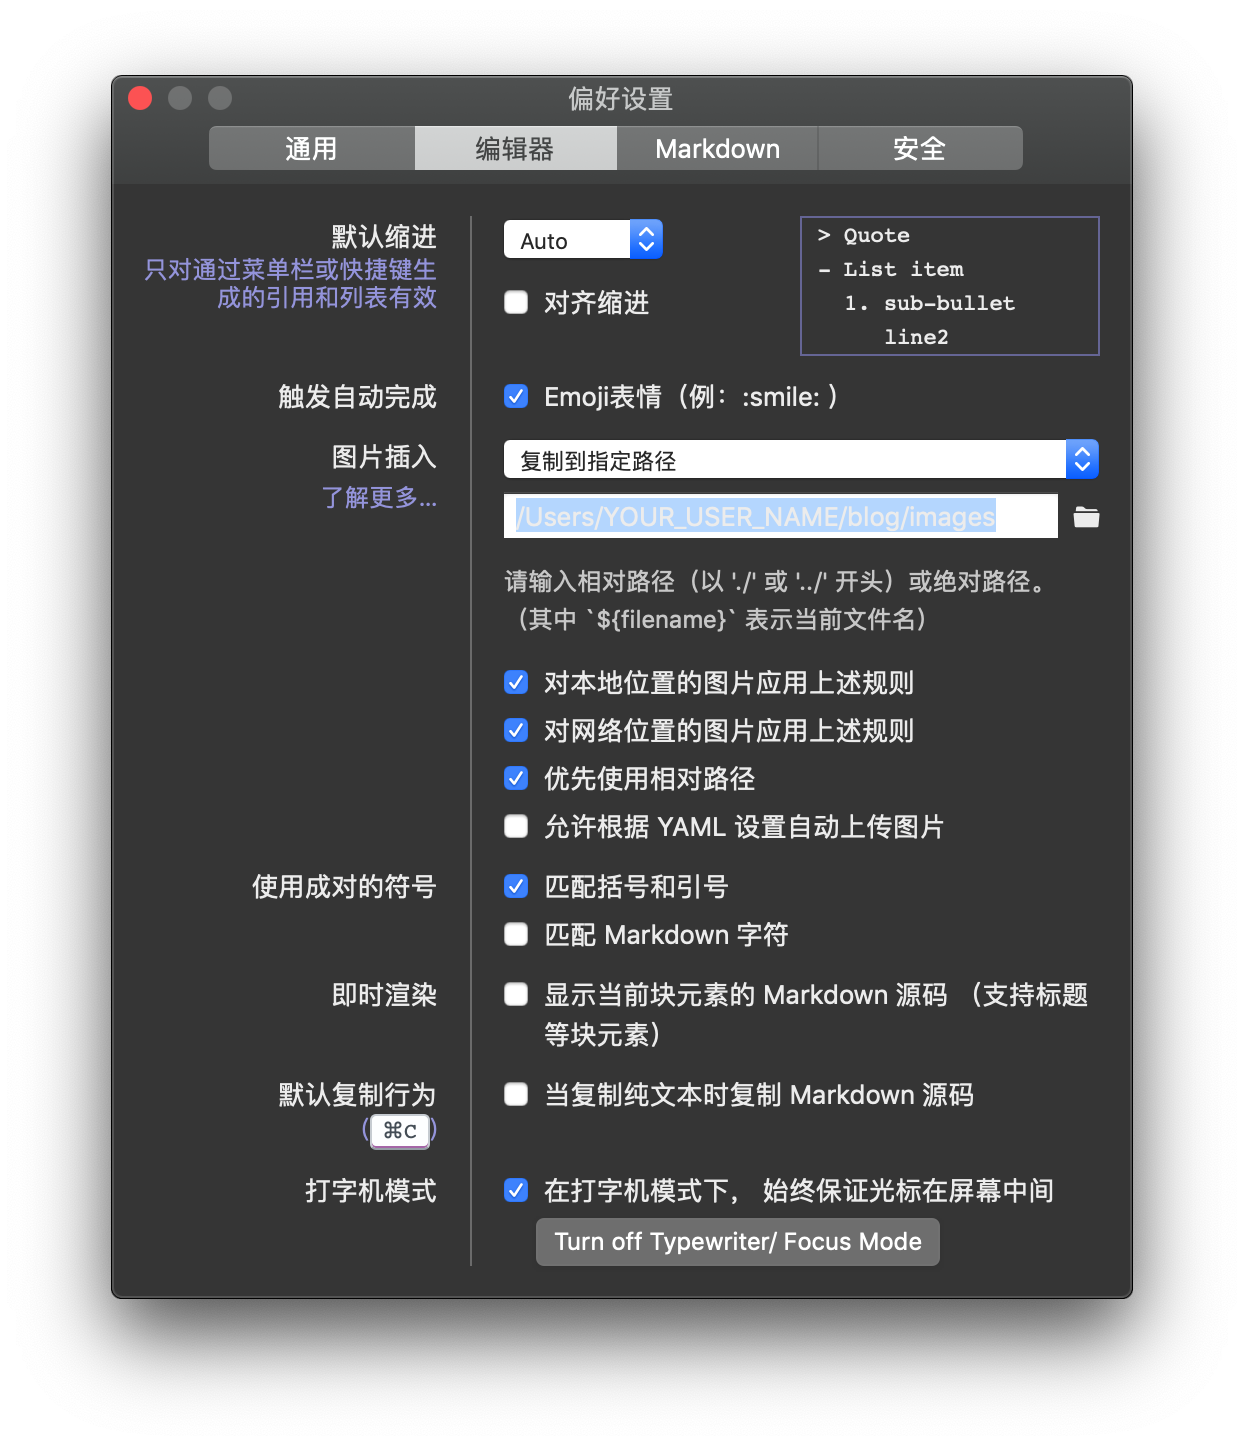 偏好设置
通用 编辑器 Markdown 安全
默认缩进
只对通过菜单栏或快捷键生
成的引用和列表有效
Auto
对齐缩进
> Quote
– List item
1. sub-bullet
line2
触发自动完成
Emoji表情（例：:smile: ）
图片插入
了解更多...
复制到指定路径
/Users/YOUR_USER_NAME/blog/images
请输入相对路径（以 './' 或 '../' 开头）或绝对路径。
（其中 `${filename}` 表示当前文件名）
对本地位置的图片应用上述规则
对网络位置的图片应用上述规则
优先使用相对路径
允许根据 YAML 设置自动上传图片
使用成对的符号
匹配括号和引号
匹配 Markdown 字符
即时渲染
显示当前块元素的 Markdown 源码 （支持标题
等块元素）
默认复制行为
(⌘C)
当复制纯文本时复制 Markdown 源码
打字机模式
在打字机模式下， 始终保证光标在屏幕中间
Turn off Typewriter/ Focus Mode